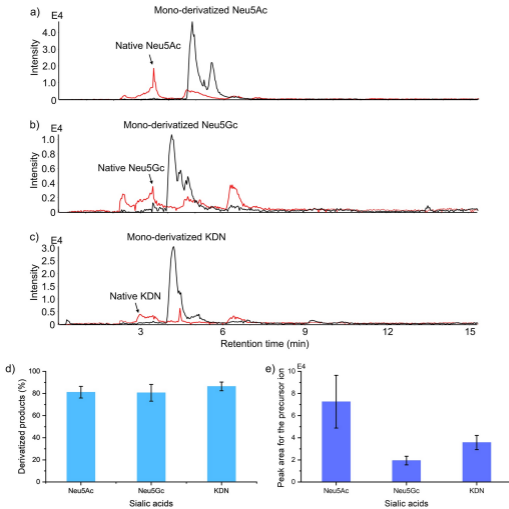 a)
E4
Mono-derivatized Neu5Ac
Native Neu5Ac
Intensity
4.0
3.0
2.0
1.0
0
b)
E4
Mono-derivatized Neu5Gc
Native Neu5Gc
Intensity
1.0
0.8
0.6
0.4
0.2
0
c)
E4
Mono-derivatized KDN
Native KDN
Intensity
3.0
2.5
2.0
1.5
1.0
0.5
0
3 6 9 12 15
Retention time (min)
d)
Derivatized products (%)
100
80
60
40
20
0
Neu5Ac Neu5Gc KDN
Sialic acids
e)
E4
Peak area for the precursor ion
10
8
6
4
2
0
Neu5Ac Neu5Gc KDN
Sialic acids